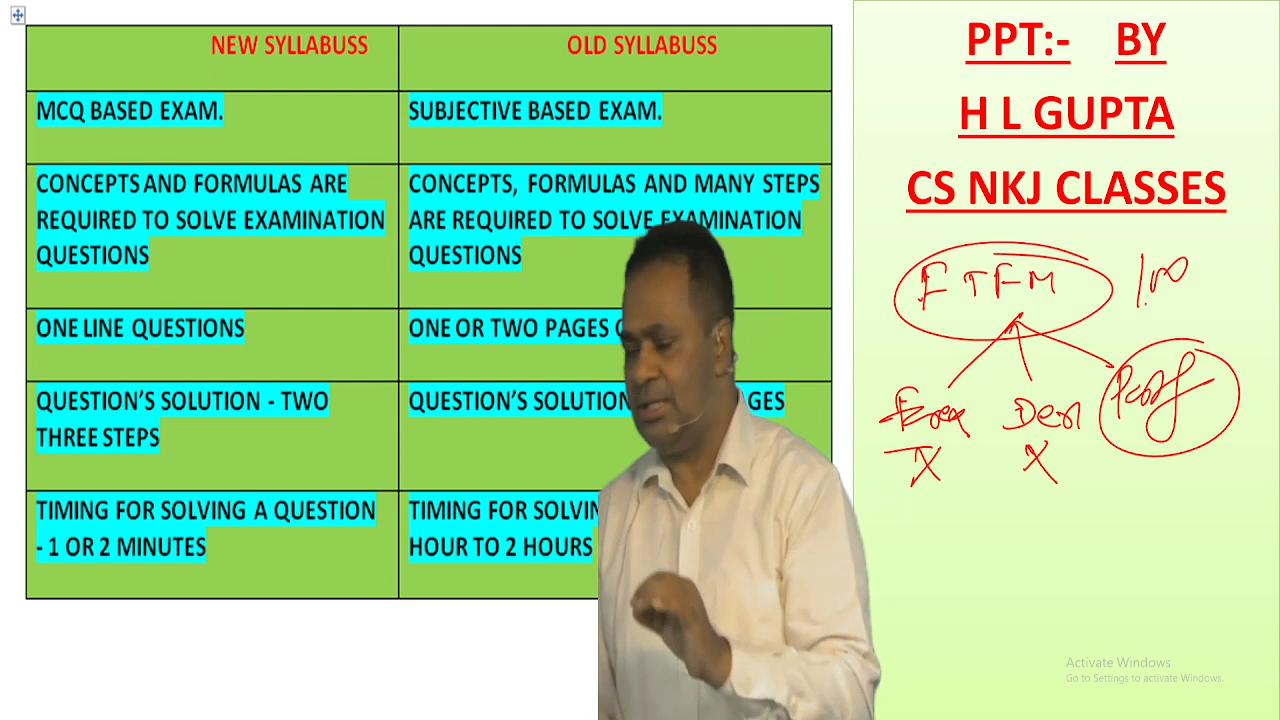 NEW SYLLABUSS
OLD SYLLABUSS
MCQ BASED EXAM.
SUBJECTIVE BASED EXAM.
CONCEPTS AND FORMULAS ARE
REQUIRED TO SOLVE EXAMINATION
QUESTIONS
CONCEPTS, FORMULAS AND MANY STEPS
ARE REQUIRED TO SOLVE EXAMINATION
QUESTIONS
ONE LINE QUESTIONS
ONE OR TWO PAGES
QUESTION'S SOLUTION - TWO
THREE STEPS
QUESTION'S SOLUTION
TIMING FOR SOLVING A QUESTION
- 1 OR 2 MINUTES
TIMING FOR
HOUR TO 2 HOURS
PPT:- BY
H L GUPTA
CS NKJ CLASSES
F T F M 100
Activate Windows
Go to Settings to activate Windows.